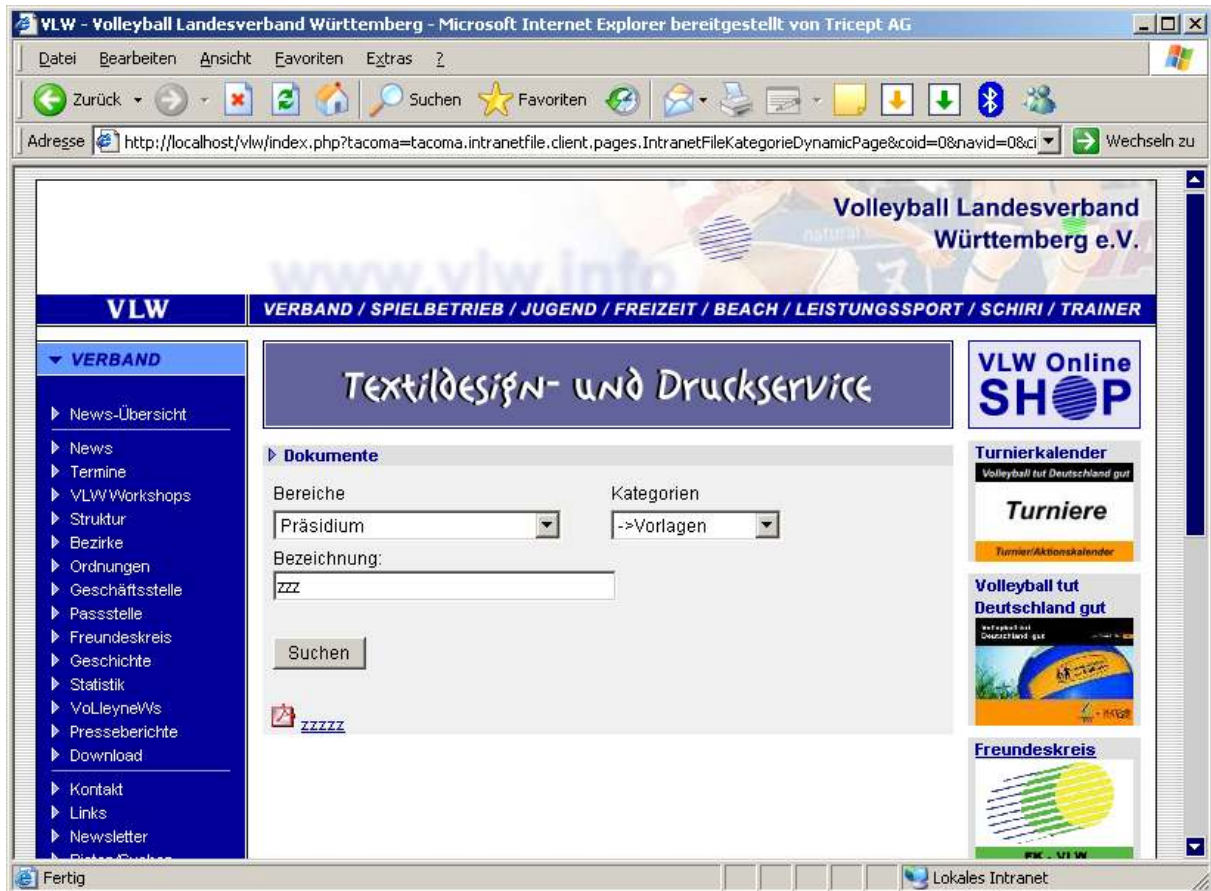 VLW - Volleyball Landesverband Württemberg - Microsoft Internet Explorer bereitgestellt von Tricept AG
Datei Bearbeiten Ansicht Favoriten Extras ?
Zurück Suchen Favoriten
Adresse http://localhost/vlw/index.php?tacoma=tacoma.intranetfile.client.pages.IntranetFileKategorieDynamicPage&coid=0&navid=0&ci Wechseln zu
Volleyball Landesverband
Württemberg e.V.
www.vlw.info
VLW
VERBAND / SPIELBETRIEB / JUGEND / FREIZEIT / BEACH / LEISTUNGSSPORT / SCHIRI / TRAINER
VERBAND
News-Übersicht
News
Termine
VLW Workshops
Struktur
Bezirke
Ordnungen
Geschäftsstelle
Passstelle
Freundeskreis
Geschichte
Statistik
VoLleyneWs
Presseberichte
Download
Kontakt
Links
Newsletter
Textildesign- und Druckservice
Dokumente
Bereiche Kategorien
Präsidium ->Vorlagen
Bezeichnung:
zzz
Suchen
zzzzz
VLW Online
SHOP
Turnierkalender
Volleyball tut Deutschland gut
Turniere
Turnier/Aktionskalender
Volleyball tut
Deutschland gut
Volleyball tut
Deutschland gut
Freundeskreis
FK - VLW
Fertig Lokales Intranet